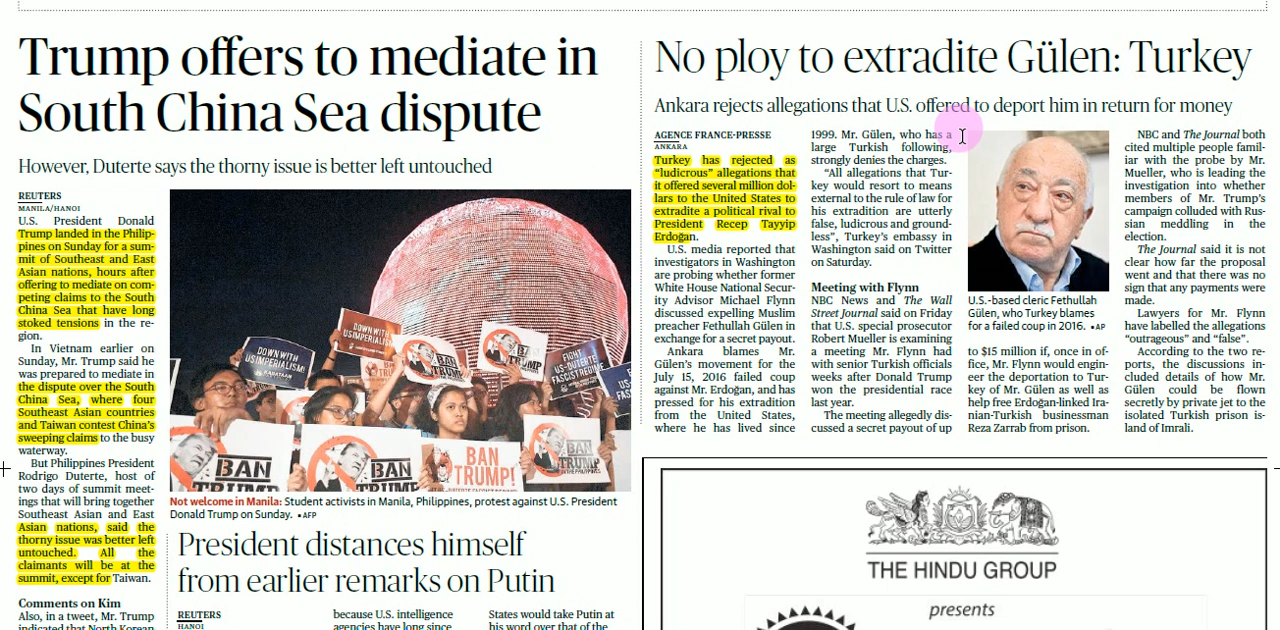 Trump offers to mediate in
South China Sea dispute
However, Duterte says the thorny issue is better left untouched
REUTERS
MANILA/HANOI
U.S. President Donald
Trump landed in the Philip-
pines on Sunday for a sum-
mit of Southeast and East
Asian nations, hours after
offering to mediate on com-
peting claims to the South
China Sea that have long
stoked tensions in the re-
gion.
In Vietnam earlier on
Sunday, Mr. Trump said he
was prepared to mediate in
the dispute over the South
China Sea, where four
Southeast Asian countries
and Taiwan contest China's
sweeping claims to the busy
waterway.
But Philippines President
Rodrigo Duterte, host of
two days of summit meet-
ings that will bring together
Southeast Asian and East
Asian nations, said the
thorny issue was better left
untouched. All the
claimants will be at the
summit, except for Taiwan.
Comments on Kim
Also, in a tweet, Mr. Trump
indicated that North Korean
DOWN WITH
U.S. IMPERIALISM!
DOWN WITH
US IMPERIALISM!
KARATULA
BAN
TRUMP
FIGHT
US-DUTERTE
FASCIST REGIME
DOWN
US IMP
BAN
TRUMP
BAN
TRUMP
BAN
TRUMP!
BAN
TRUMP
IN THE PHILIPPINES
Not welcome in Manila: Student activists in Manila, Philippines, protest against U.S. President
Donald Trump on Sunday. •AFP
President distances himself
from earlier remarks on Putin
REUTERS
HANOI
because U.S. intelligence
agencies have long since
States would take Putin at
his word over that of the
No ploy to extradite Gülen: Turkey
Ankara rejects allegations that U.S. offered to deport him in return for money
AGENCE FRANCE-PRESSE
ANKARA
Turkey has rejected as
“ludicrous” allegations that
it offered several million dol-
lars to the United States to
extradite a political rival to
President Recep Tayyip
Erdoğan.
U.S. media reported that
investigators in Washington
are probing whether former
White House National Secur-
ity Advisor Michael Flynn
discussed expelling Muslim
preacher Fethullah Gülen in
exchange for a secret payout.
Ankara blames Mr.
Gülen's movement for the
July 15, 2016 failed coup
against Mr. Erdoğan, and has
pressed for his extradition
from the United States,
where he has lived since
1999. Mr. Gülen, who has a
large Turkish following,
strongly denies the charges.
“All allegations that Tur-
key would resort to means
external to the rule of law for
his extradition are utterly
false, ludicrous and ground-
less”, Turkey's embassy in
Washington said on Twitter
on Saturday.
Meeting with Flynn
NBC News and The Wall
Street Journal said on Friday
that U.S. special prosecutor
Robert Mueller is examining
a meeting Mr. Flynn had
with senior Turkish officials
weeks after Donald Trump
won the presidential race
last year.
The meeting allegedly dis-
cussed a secret payout of up
U.S.-based cleric Fethullah
Gülen, who Turkey blames
for a failed coup in 2016. •AP
to $15 million if, once in of-
fice, Mr. Flynn would engin-
eer the deportation to Tur-
key of Mr. Gülen as well as
help free Erdoğan-linked Ira-
nian-Turkish businessman
Reza Zarrab from prison.
NBC and The Journal both
cited multiple people famil-
iar with the probe by Mr.
Mueller, who is leading the
investigation into whether
members of Mr. Trump's
campaign colluded with Rus-
sian meddling in the
election.
The Journal said it is not
clear how far the proposal
went and that there was no
sign that any payments were
made.
Lawyers for Mr. Flynn
have labelled the allegations
“outrageous” and “false”.
According to the two re-
ports, the discussions in-
cluded details of how Mr.
Gülen could be flown
secretly by private jet to the
isolated Turkish prison is-
land of Imrali.
THE HINDU GROUP
presents